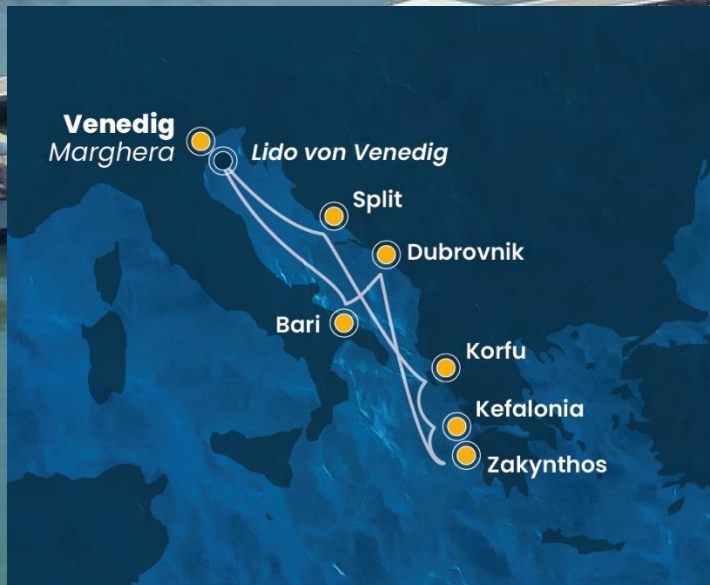 Venedig
Marghera
Lido von Venedig
Split
Dubrovnik
Bari
Korfu
Kefalonia
Zakynthos